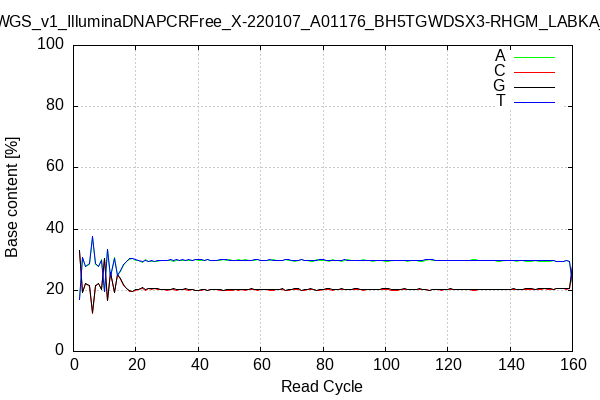 WGS_v1_IlluminaDNAPCRFree_X-220107_A01176_BH5TGWDSX3-RHGM_LABKA_
100
80
60
40
20
0
Base content [%]
A
C
G
T
0 20 40 60 80 100 120 140 160
Read Cycle